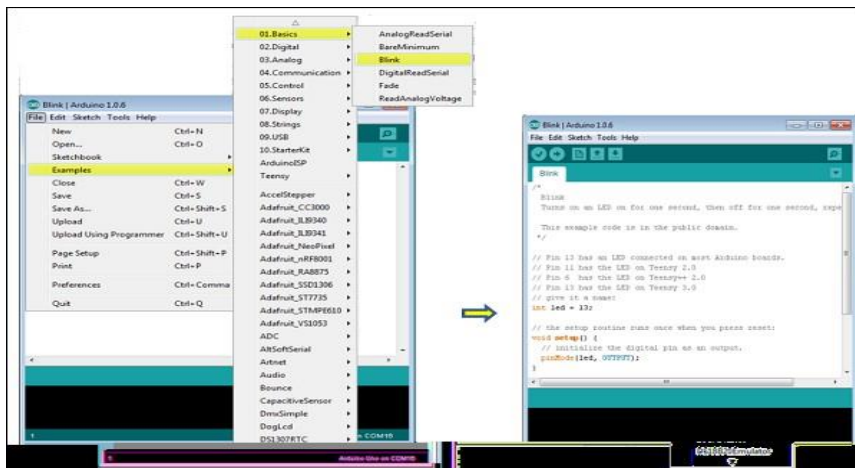 Blink | Arduino 1.0.6
File Edit Sketch Tools Help
New Ctrl+N
Open... Ctrl+O
Sketchbook
Examples
Close Ctrl+W
Save Ctrl+S
Save As... Ctrl+Shift+S
Upload Ctrl+U
Upload Using Programmer Ctrl+Shift+U
Page Setup Ctrl+Shift+P
Print Ctrl+P
Preferences Ctrl+Comma
Quit Ctrl+Q
01.Basics
02.Digital
03.Analog
04.Communication
05.Control
06.Sensors
07.Display
08.Strings
09.USB
10.StarterKit
ArduinoISP
Teensy
AccelStepper
Adafruit_CC3000
Adafruit_ILI9340
Adafruit_ILI9341
Adafruit_NeoPixel
Adafruit_nRF8001
Adafruit_RA8875
Adafruit_SSD1306
Adafruit_ST7735
Adafruit_STMPE610
Adafruit_VS1053
ADC
AltSoftSerial
Artnet
Audio
Bounce
CapacitiveSensor
DmxSimple
DogLcd
DS1307RTC
AnalogReadSerial
BareMinimum
Blink
DigitalReadSerial
Fade
ReadAnalogVoltage
1
n COM16
1
Arduino Uno on COM16
Blink | Arduino 1.0.6
File Edit Sketch Tools Help
Blink
/*
Blink
Turns on an LED on for one second, then off for one second, repe
This example code is in the public domain.
*/
// Pin 13 has an LED connected on most Arduino boards.
// Pin 11 has the LED on Teensy 2.0
// Pin 6 has the LED on Teensy++ 2.0
// Pin 13 has the LED on Teensy 3.0
// give it a name:
int led = 13;
// the setup routine runs once when you press reset:
void setup() {
// initialize the digital pin as an output.
pinMode(led, OUTPUT);
}